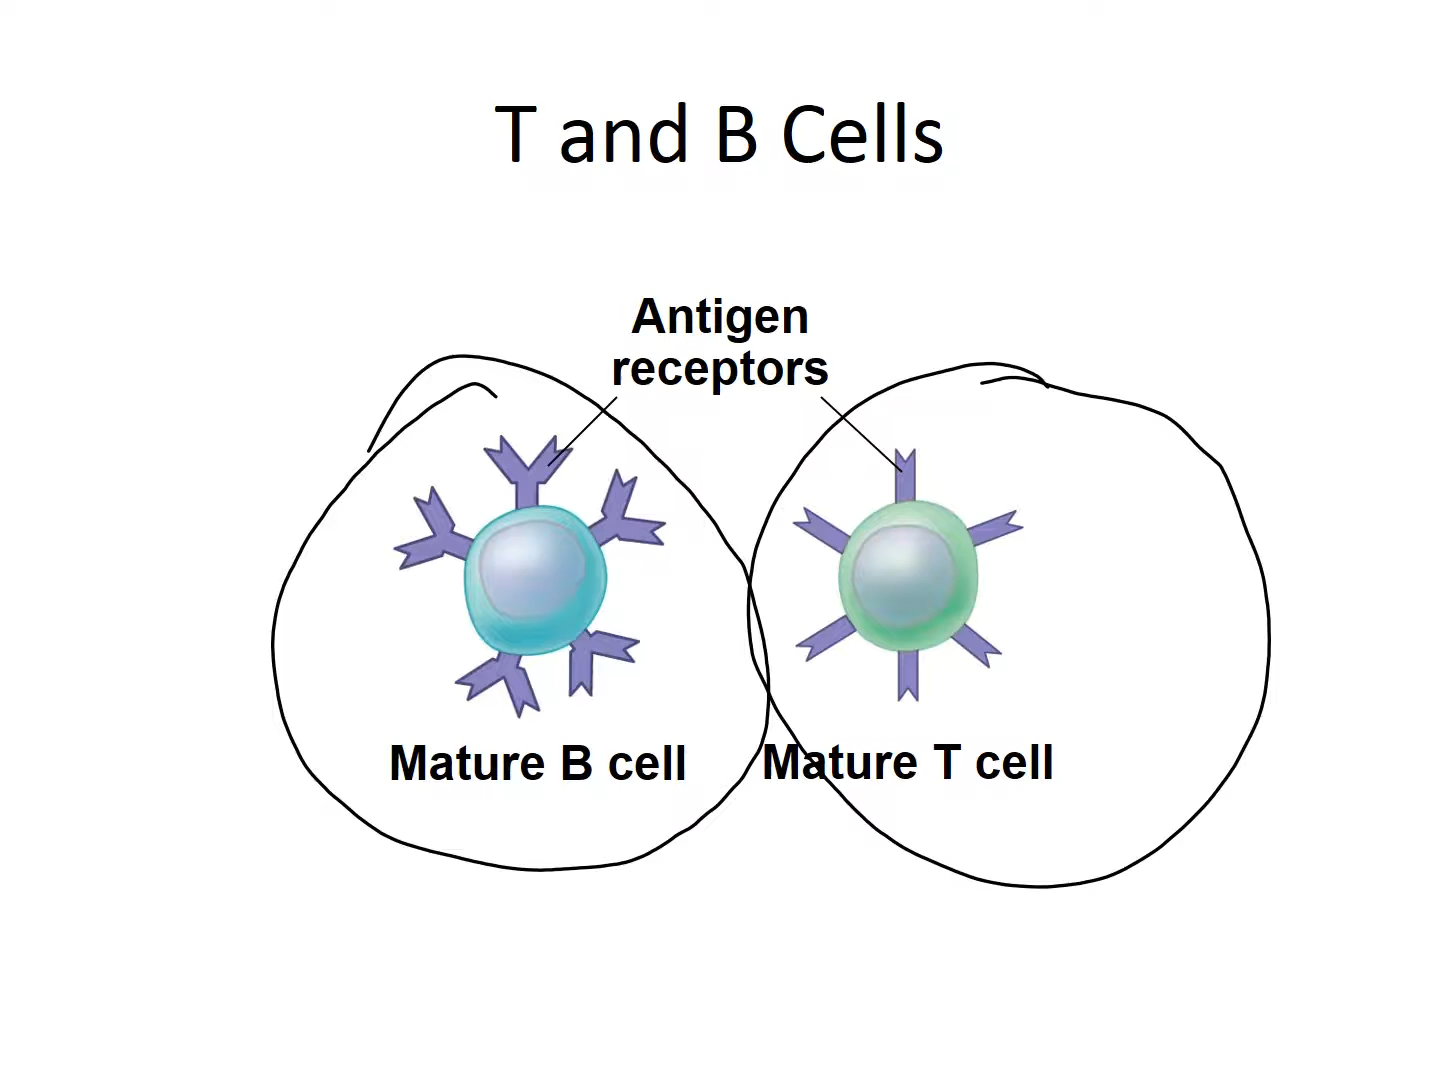 T and B Cells
Antigen
receptors
Mature B cell
Mature T cell